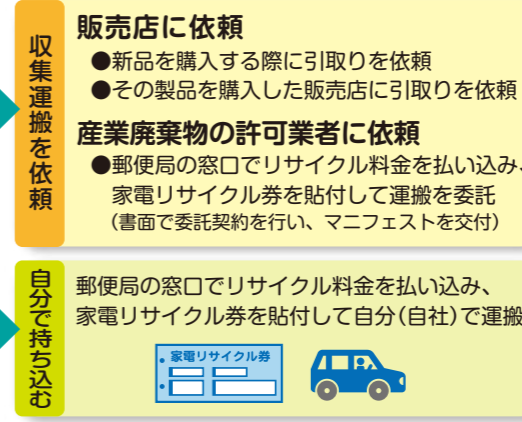 収集運搬を依頼
販売店に依頼
●新品を購入する際に引取りを依頼
●その製品を購入した販売店に引取りを依頼
産業廃棄物の許可業者に依頼
●郵便局の窓口でリサイクル料金を払い込み、
家電リサイクル券を貼付して運搬を委託
(書面で委託契約を行い、マニフェストを交付)
自分で持ち込む
郵便局の窓口でリサイクル料金を払い込み、
家電リサイクル券を貼付して自分(自社)で運搬
家電リサイクル券